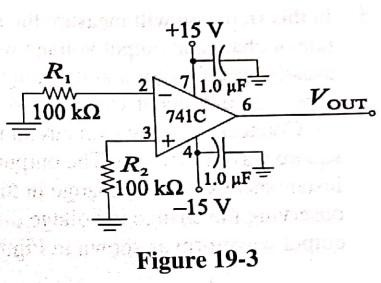 +15 V
R₁
100 kΩ
2
7
1.0 μF
741C
6
V_OUT
3
4
R₂
100 kΩ
1.0 μF
−15 V
Figure 19-3